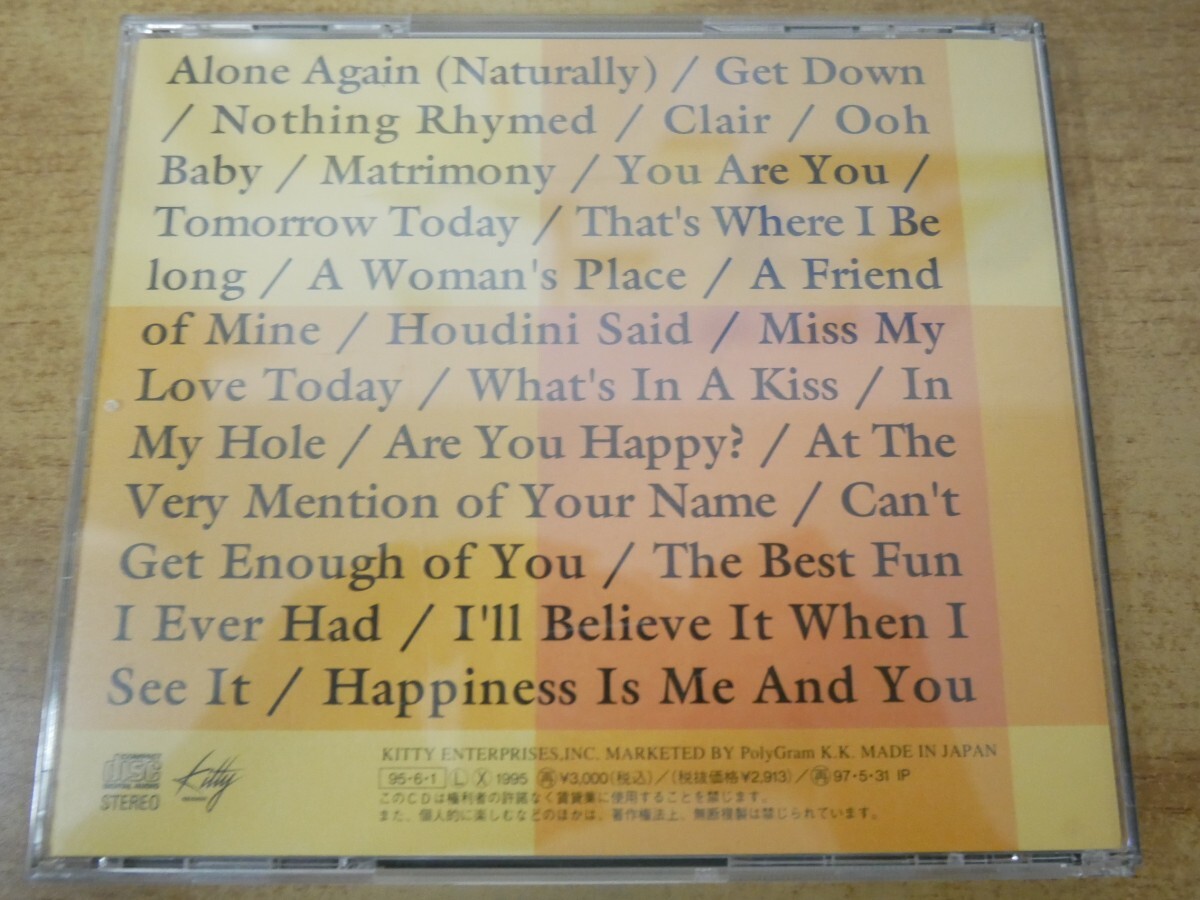 Alone Again (Naturally) / Get Down
/ Nothing Rhymed / Clair / Ooh
Baby / Matrimony / You Are You /
Tomorrow Today / That's Where I Be
long / A Woman's Place / A Friend
of Mine / Houdini Said / Miss My
Love Today / What's In A Kiss / In
My Hole / Are You Happy? / At The
Very Mention of Your Name / Can't
Get Enough of You / The Best Fun
I Ever Had / I'll Believe It When I
See It / Happiness Is Me And You
KITTY ENTERPRISES,INC. MARKETED BY PolyGram K.K. MADE IN JAPAN
95・6・1 Ⓛ Ⓧ 1995 ㊢¥3,000(税込)/(税抜価格¥2,913)/㊢97・5・31 IP
このCDは権利者の許諾なく賃貸業に使用することを禁じます。
また、個人的に楽しむなどのほかは、著作権法上、無断複製は禁じられています。
COMPACT
disc
DIGITAL AUDIO
STEREO
Kitty